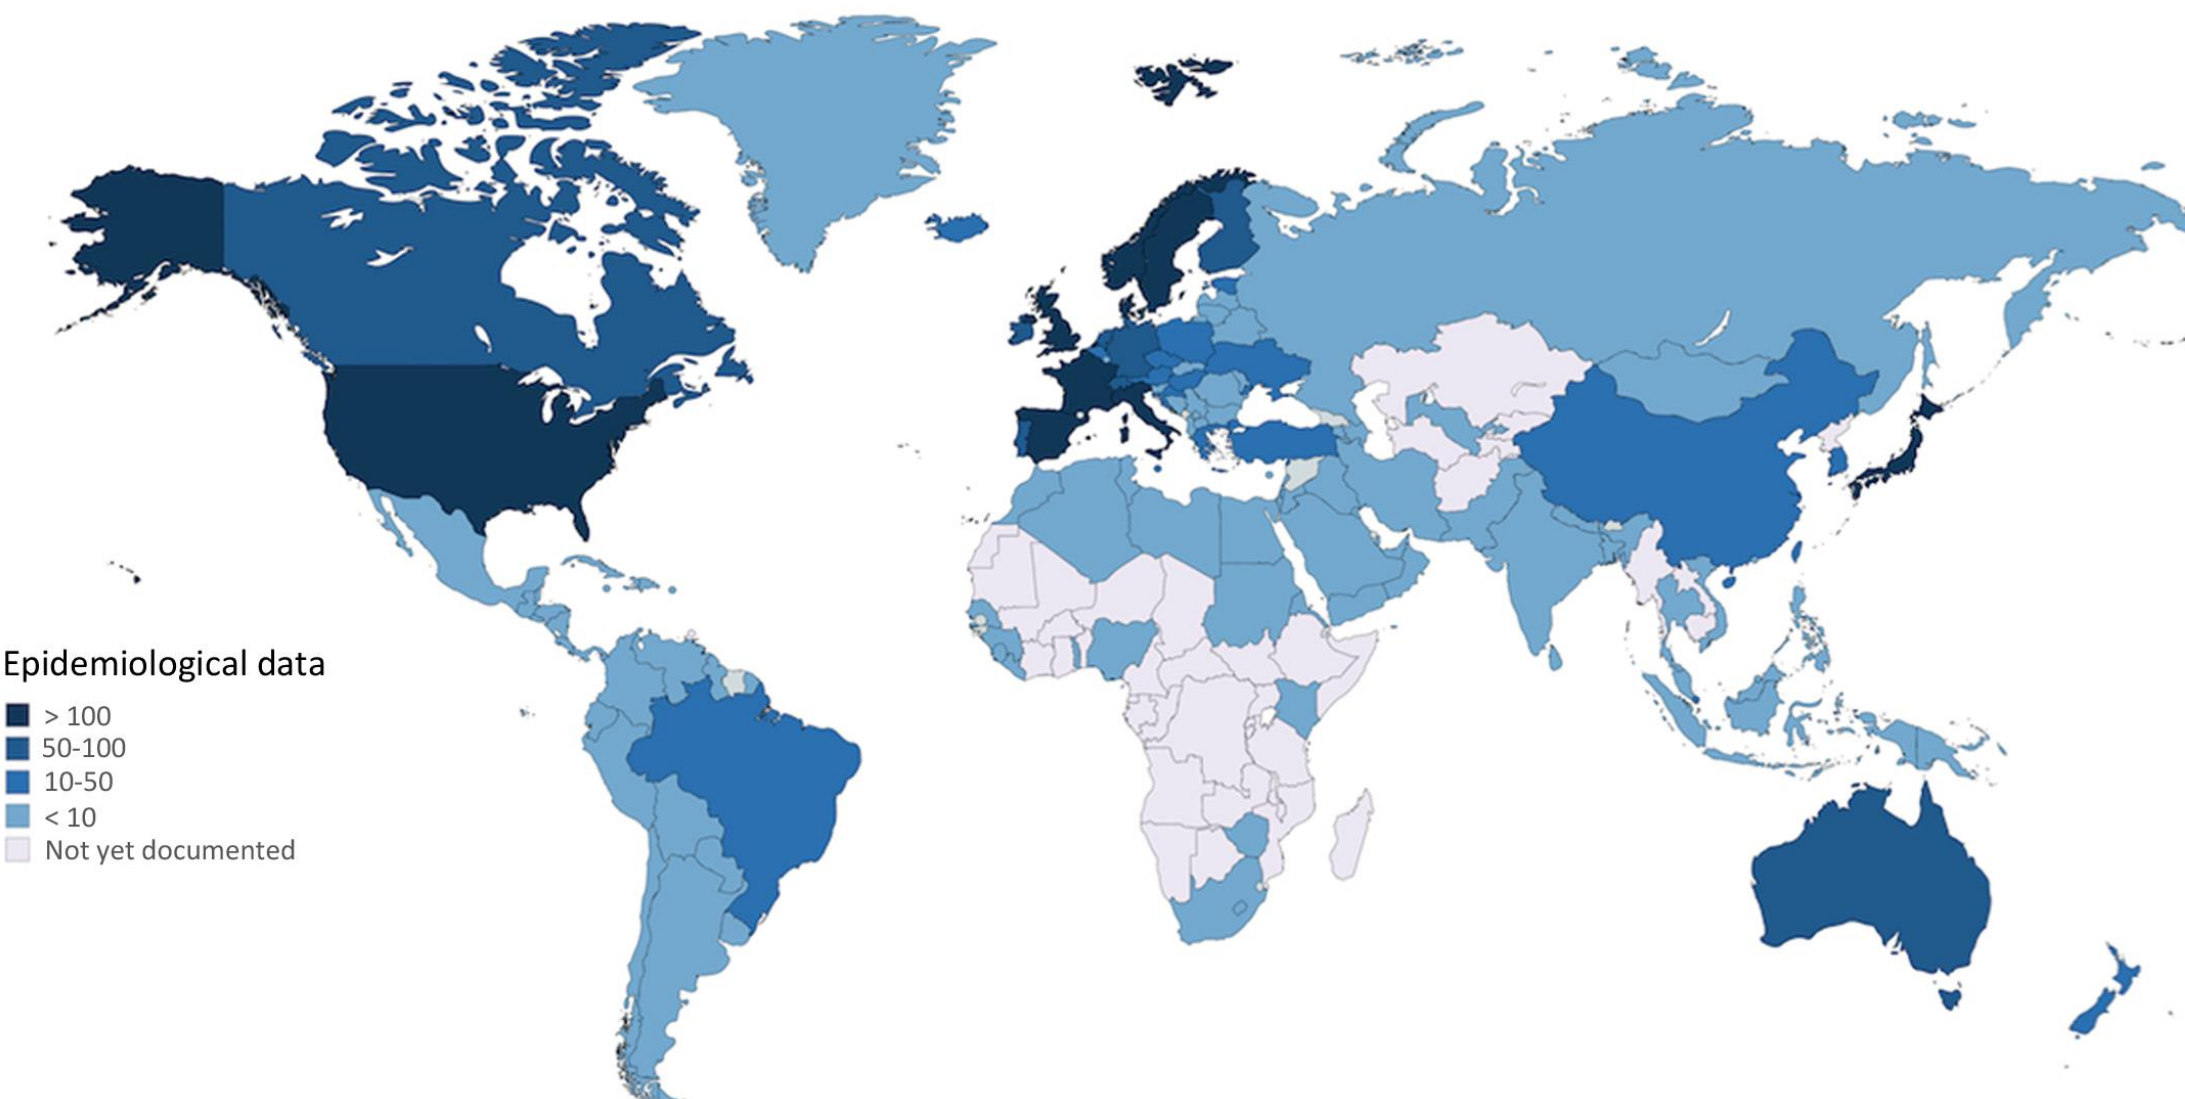 Epidemiological data
> 100
50-100
10-50
< 10
Not yet documented